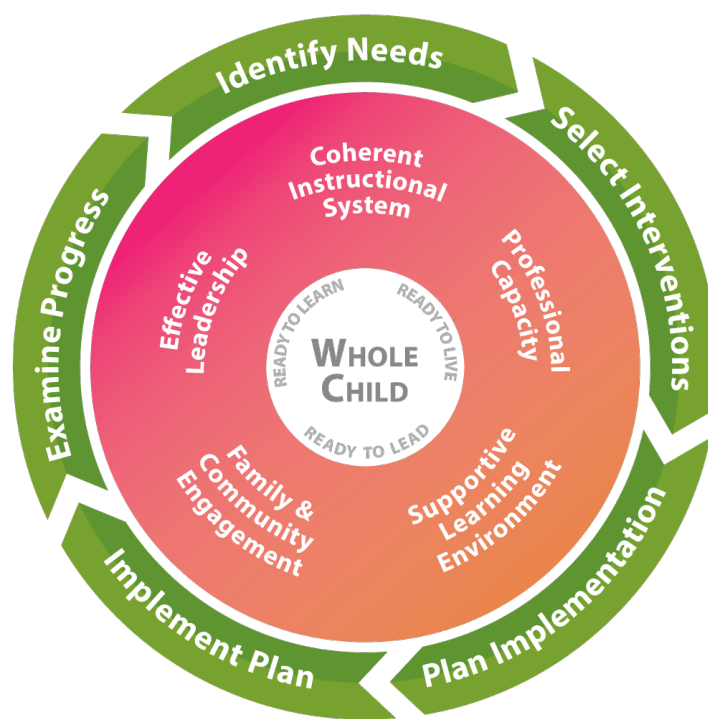 Identify Needs
Select Interventions
Plan Implementation
Implement Plan
Examine Progress
Coherent
Instructional
System
Professional
Capacity
Supportive
Learning
Environment
Family &
Community
Engagement
Effective
Leadership
READY TO LEARN
READY TO LIVE
WHOLE
CHILD
READY TO LEAD